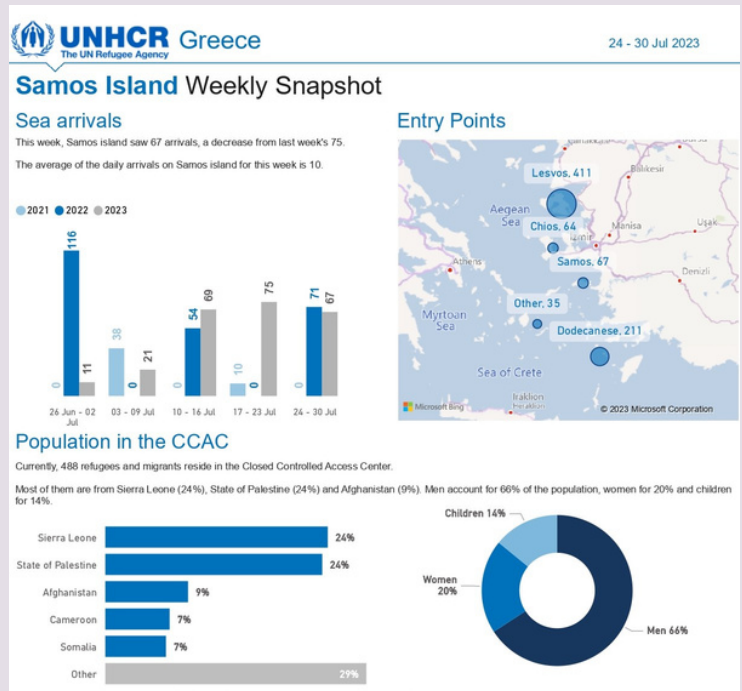 UNHCR Greece
The UN Refugee Agency
24 - 30 Jul 2023
Samos Island Weekly Snapshot
Sea arrivals
This week, Samos island saw 67 arrivals, a decrease from last week's 75.
The average of the daily arrivals on Samos island for this week is 10.
2021 2022 2023
0 116 11
38 0 21
0 54 69
10 0 75
0 71 67
26 Jun - 02 Jul
03 - 09 Jul
10 - 16 Jul
17 - 23 Jul
24 - 30 Jul
Entry Points
Lesvos, 411
Balıkesir
Aegean
Sea
Chios, 64
Manisa
Uşak
Izmir
Athens
Samos, 67
Denizli
Other, 35
Myrtoan
Sea
Dodecanese, 211
Sea of Crete
Iraklion
Microsoft Bing
© 2023 Microsoft Corporation
Population in the CCAC
Currently, 488 refugees and migrants reside in the Closed Controlled Access Center.
Most of them are from Sierra Leone (24%), State of Palestine (24%) and Afghanistan (9%). Men account for 66% of the population, women for 20% and children
for 14%.
Sierra Leone 24%
State of Palestine 24%
Afghanistan 9%
Cameroon 7%
Somalia 7%
Other 29%
Children 14%
Women
20%
Men 66%